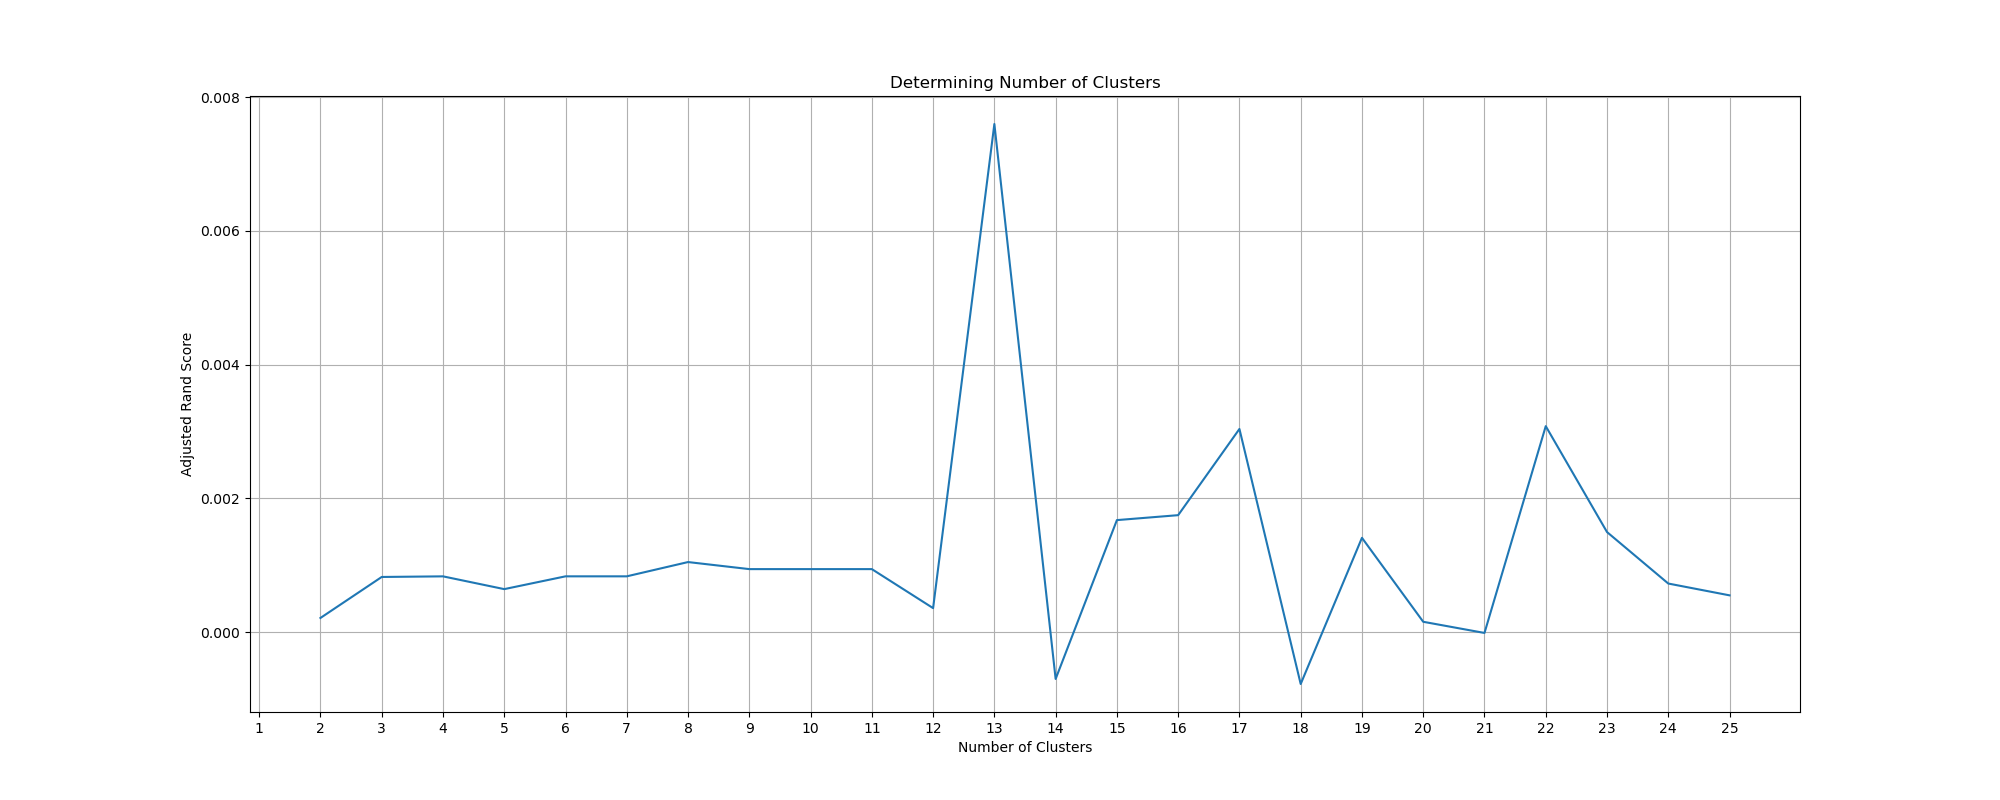 Determining Number of Clusters
0.008
0.006
0.004
0.002
0.000
Adjusted Rand Score
1 2 3 4 5 6 7 8 9 10 11 12 13 14 15 16 17 18 19 20 21 22 23 24 25
Number of Clusters